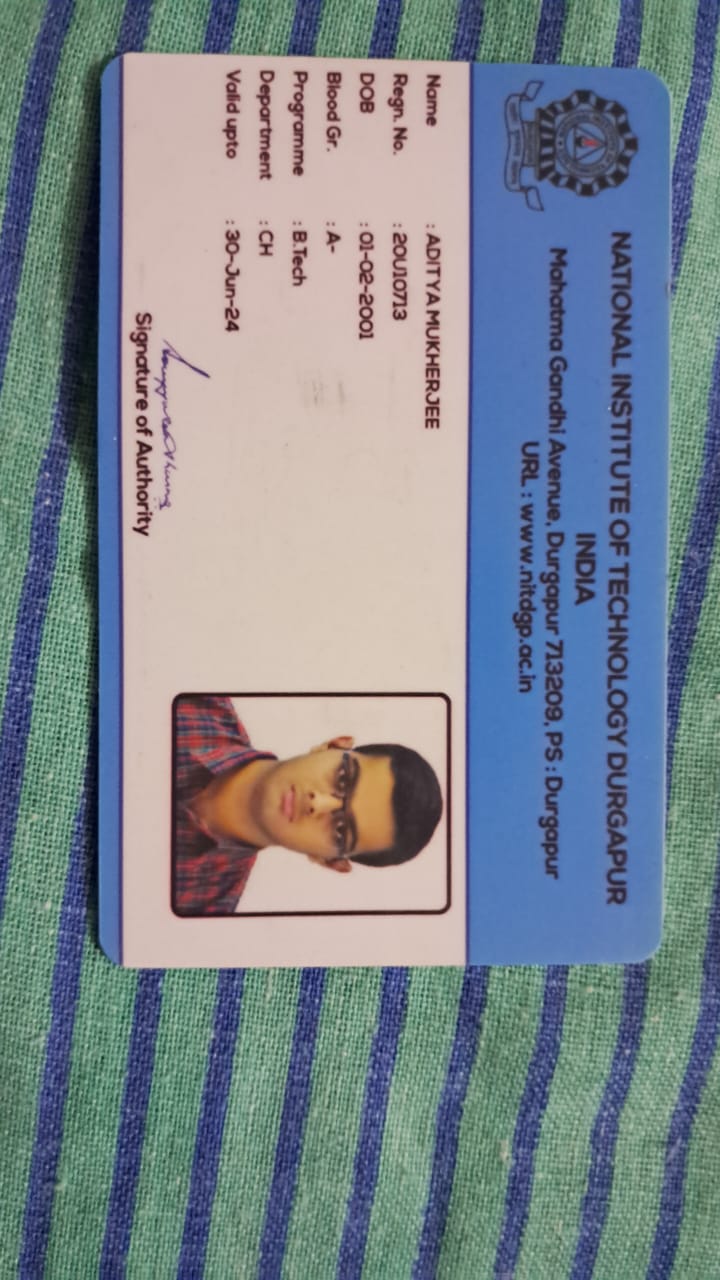 NATIONAL INSTITUTE OF TECHNOLOGY DURGAPUR
INDIA
Mahatma Gandhi Avenue, Durgapur 713209, PS : Durgapur
URL : www.nitdgp.ac.in
Name : ADITYA MUKHERJEE
Regn. No. : 20U10713
DOB : 01-02-2001
Blood Gr. : A-
Programme : B.Tech
Department : CH
Valid upto : 30-Jun-24
Signature of Authority